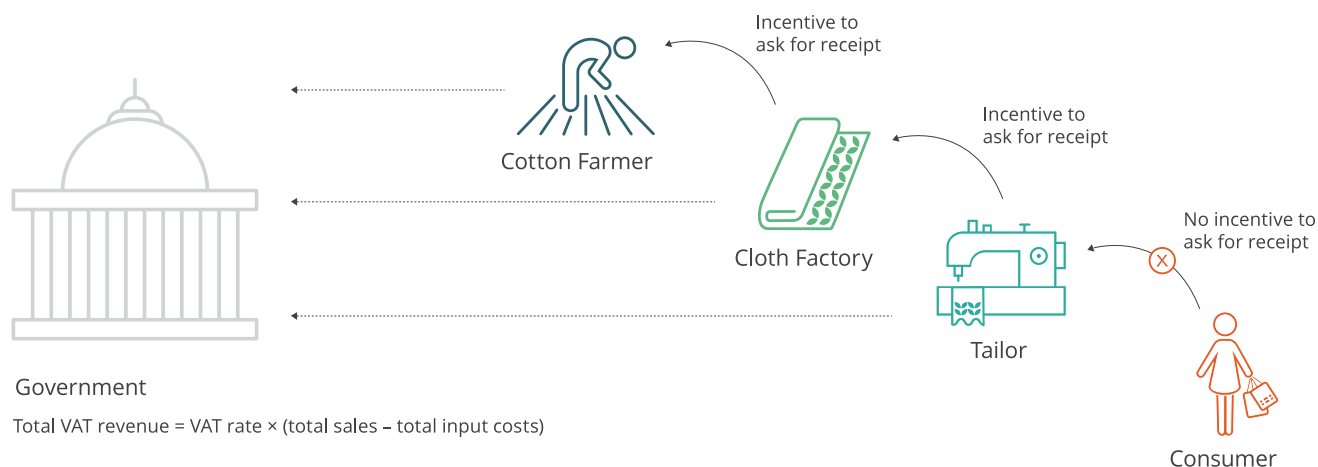 Incentive to
ask for receipt
Cotton Farmer
Incentive to
ask for receipt
Cloth Factory
No incentive to
ask for receipt
X
Tailor
Government
Total VAT revenue = VAT rate × (total sales – total input costs)
Consumer